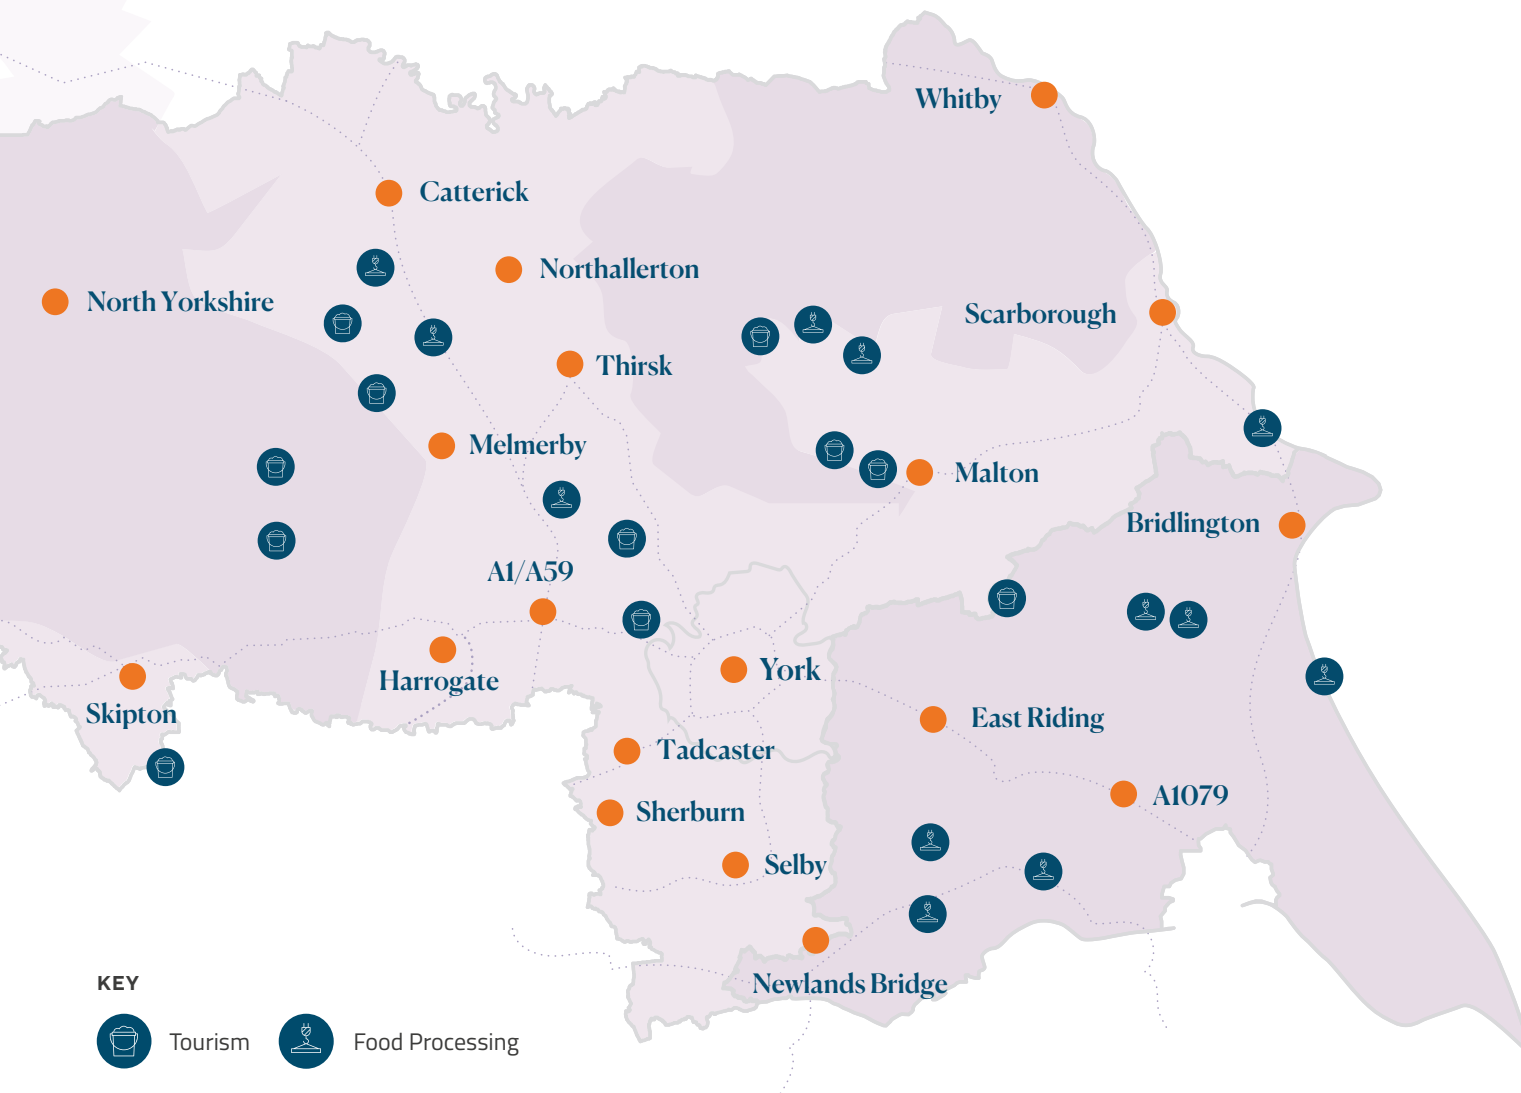 Whitby
Catterick
Northallerton
North Yorkshire
Scarborough
Thirsk
Melmerby
Malton
Bridlington
A1/A59
York
Harrogate
Skipton
East Riding
Tadcaster
A1079
Sherburn
Selby
Newlands Bridge
KEY
Tourism
Food Processing